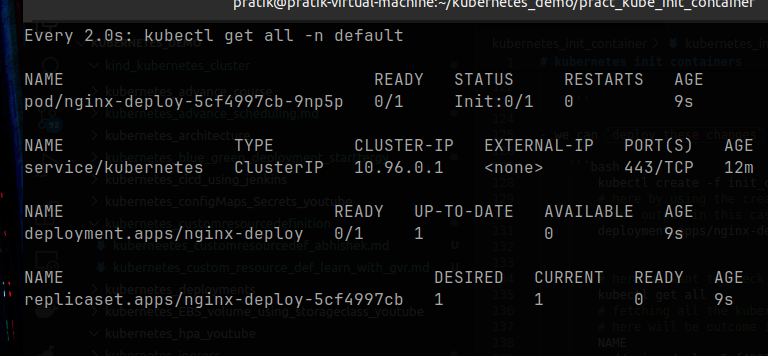 pratik@pratik-virtual-machine:~/kubernetes_demo/pract_kube_init_container
Every 2.0s: kubectl get all -n default
NAME READY STATUS RESTARTS AGE
pod/nginx-deploy-5cf4997cb-9np5p 0/1 Init:0/1 0 9s
NAME TYPE CLUSTER-IP EXTERNAL-IP PORT(S) AGE
service/kubernetes ClusterIP 10.96.0.1 <none> 443/TCP 12m
NAME READY UP-TO-DATE AVAILABLE AGE
deployment.apps/nginx-deploy 0/1 1 0 9s
NAME DESIRED CURRENT READY AGE
replicaset.apps/nginx-deploy-5cf4997cb 1 1 0 9s